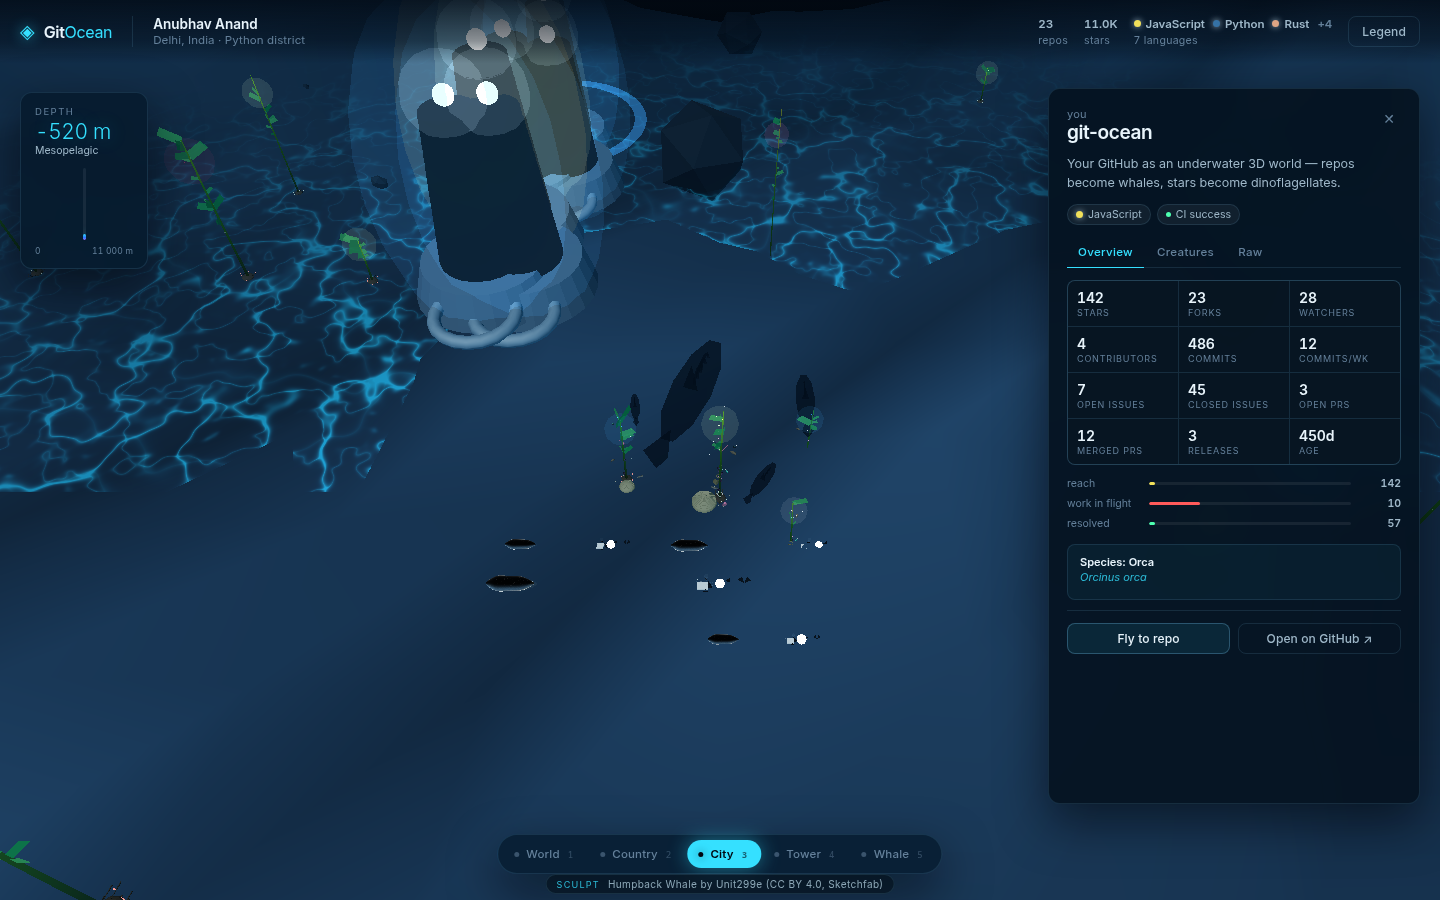 GitOcean
Anubhav Anand
Delhi, India · Python district
23 repos
11.0K stars
JavaScript Python Rust +4
7 languages
Legend
DEPTH
-520 m
Mesopelagic
0 11 000 m
you
git-ocean
×
Your GitHub as an underwater 3D world — repos
become whales, stars become dinoflagellates.
JavaScript CI success
Overview Creatures Raw
142 23 28
STARS FORKS WATCHERS
4 486 12
CONTRIBUTORS COMMITS COMMITS/WK
7 45 3
OPEN ISSUES CLOSED ISSUES OPEN PRS
12 3 450d
MERGED PRS RELEASES AGE
reach 142
work in flight 10
resolved 57
Species: Orca
Orcinus orca
Fly to repo Open on GitHub ↗
World 1 Country 2 City 3 Tower 4 Whale 5
SCULPT Humpback Whale by Unit299e (CC BY 4.0, Sketchfab)